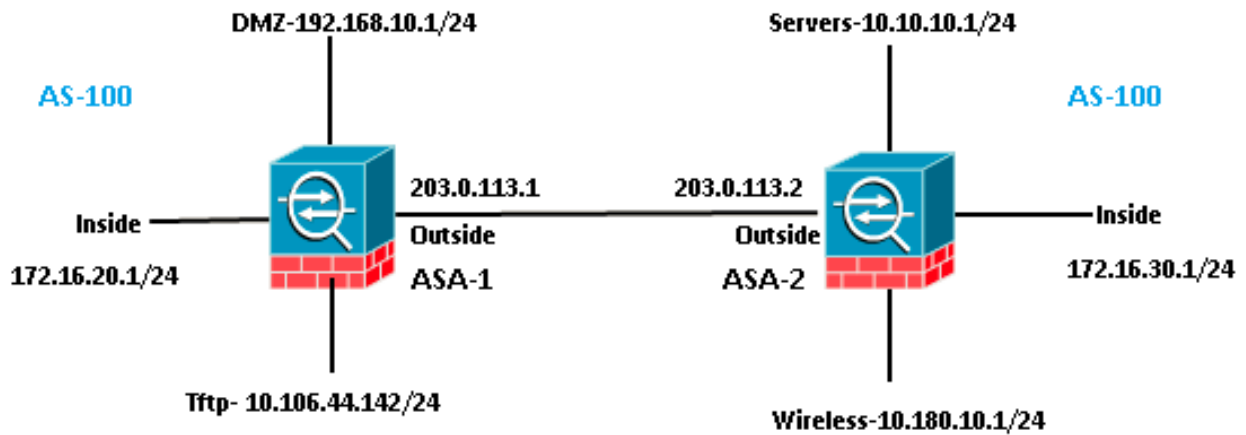 DMZ-192.168.10.1/24
Servers-10.10.10.1/24
AS-100
AS-100
203.0.113.1
203.0.113.2
Inside
Outside
Outside
Inside
172.16.20.1/24
ASA-1
ASA-2
172.16.30.1/24
Tftp- 10.106.44.142/24
Wireless-10.180.10.1/24